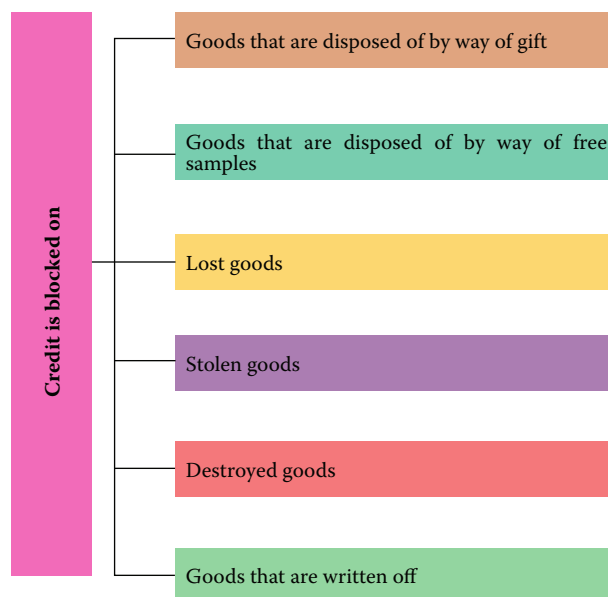 Credit is blocked on
Goods that are disposed of by way of gift
Goods that are disposed of by way of free
samples
Lost goods
Stolen goods
Destroyed goods
Goods that are written off